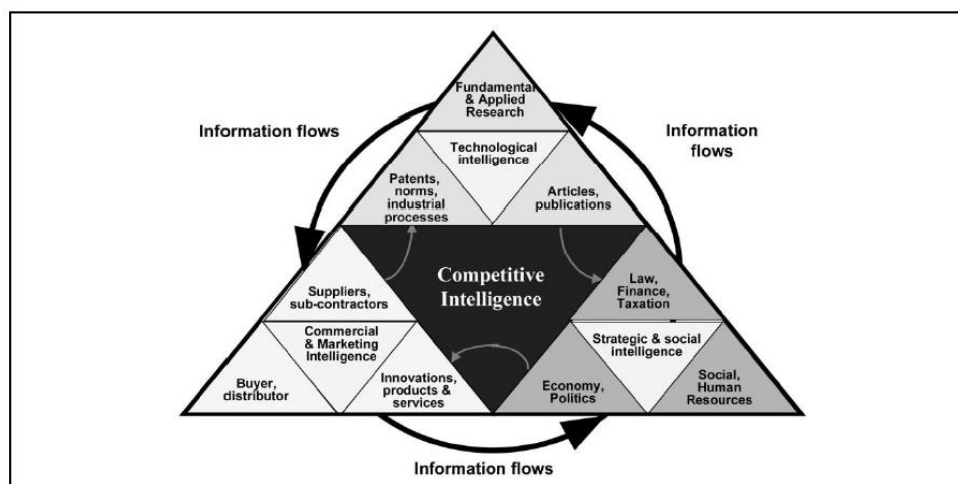 Fundamental
& Applied
Research
Information flows
Information
flows
Technological
intelligence
Patents,
norms,
industrial
processes
Articles,
publications
Competitive
Intelligence
Suppliers,
sub-contractors
Law,
Finance,
Taxation
Commercial
& Marketing
Intelligence
Strategic & social
intelligence
Buyer,
distributor
Innovations,
products &
services
Economy,
Politics
Social,
Human
Resources
Information flows